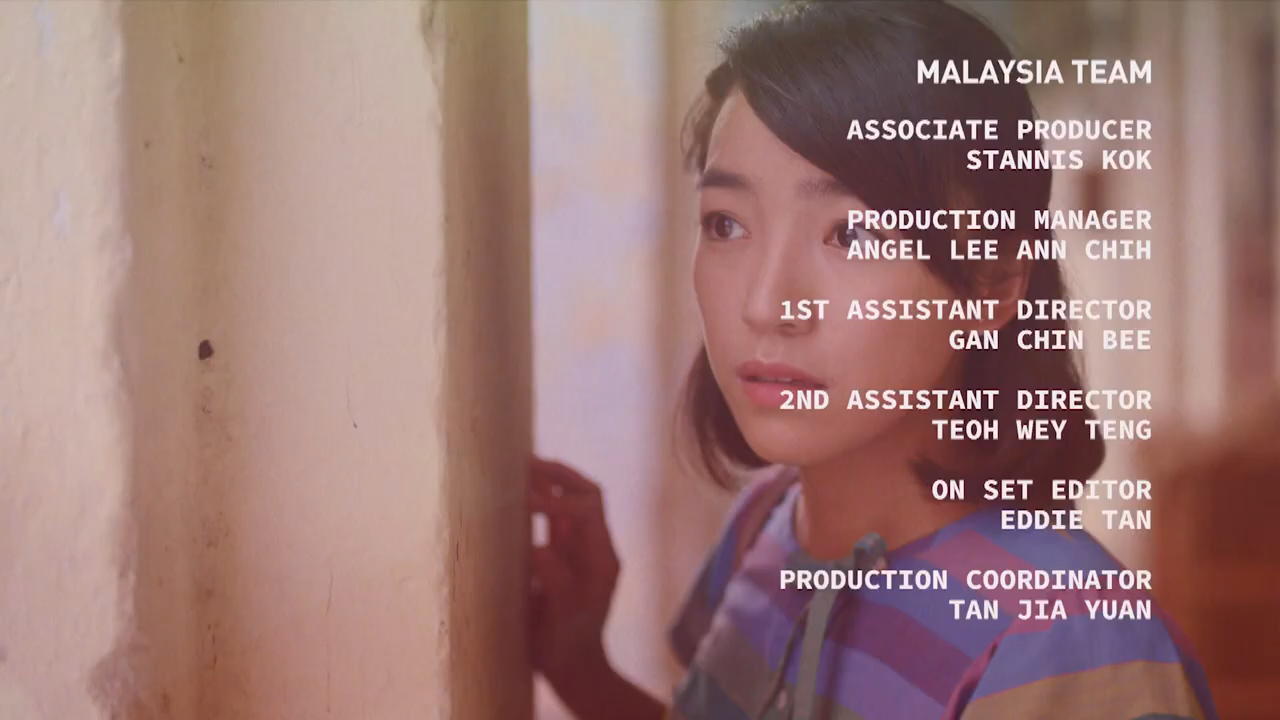 MALAYSIA TEAM
ASSOCIATE PRODUCER
STANNIS KOK
PRODUCTION MANAGER
ANGEL LEE ANN CHIH
1ST ASSISTANT DIRECTOR
GAN CHIN BEE
2ND ASSISTANT DIRECTOR
TEOH WEY TENG
ON SET EDITOR
EDDIE TAN
PRODUCTION COORDINATOR
TAN JIA YUAN